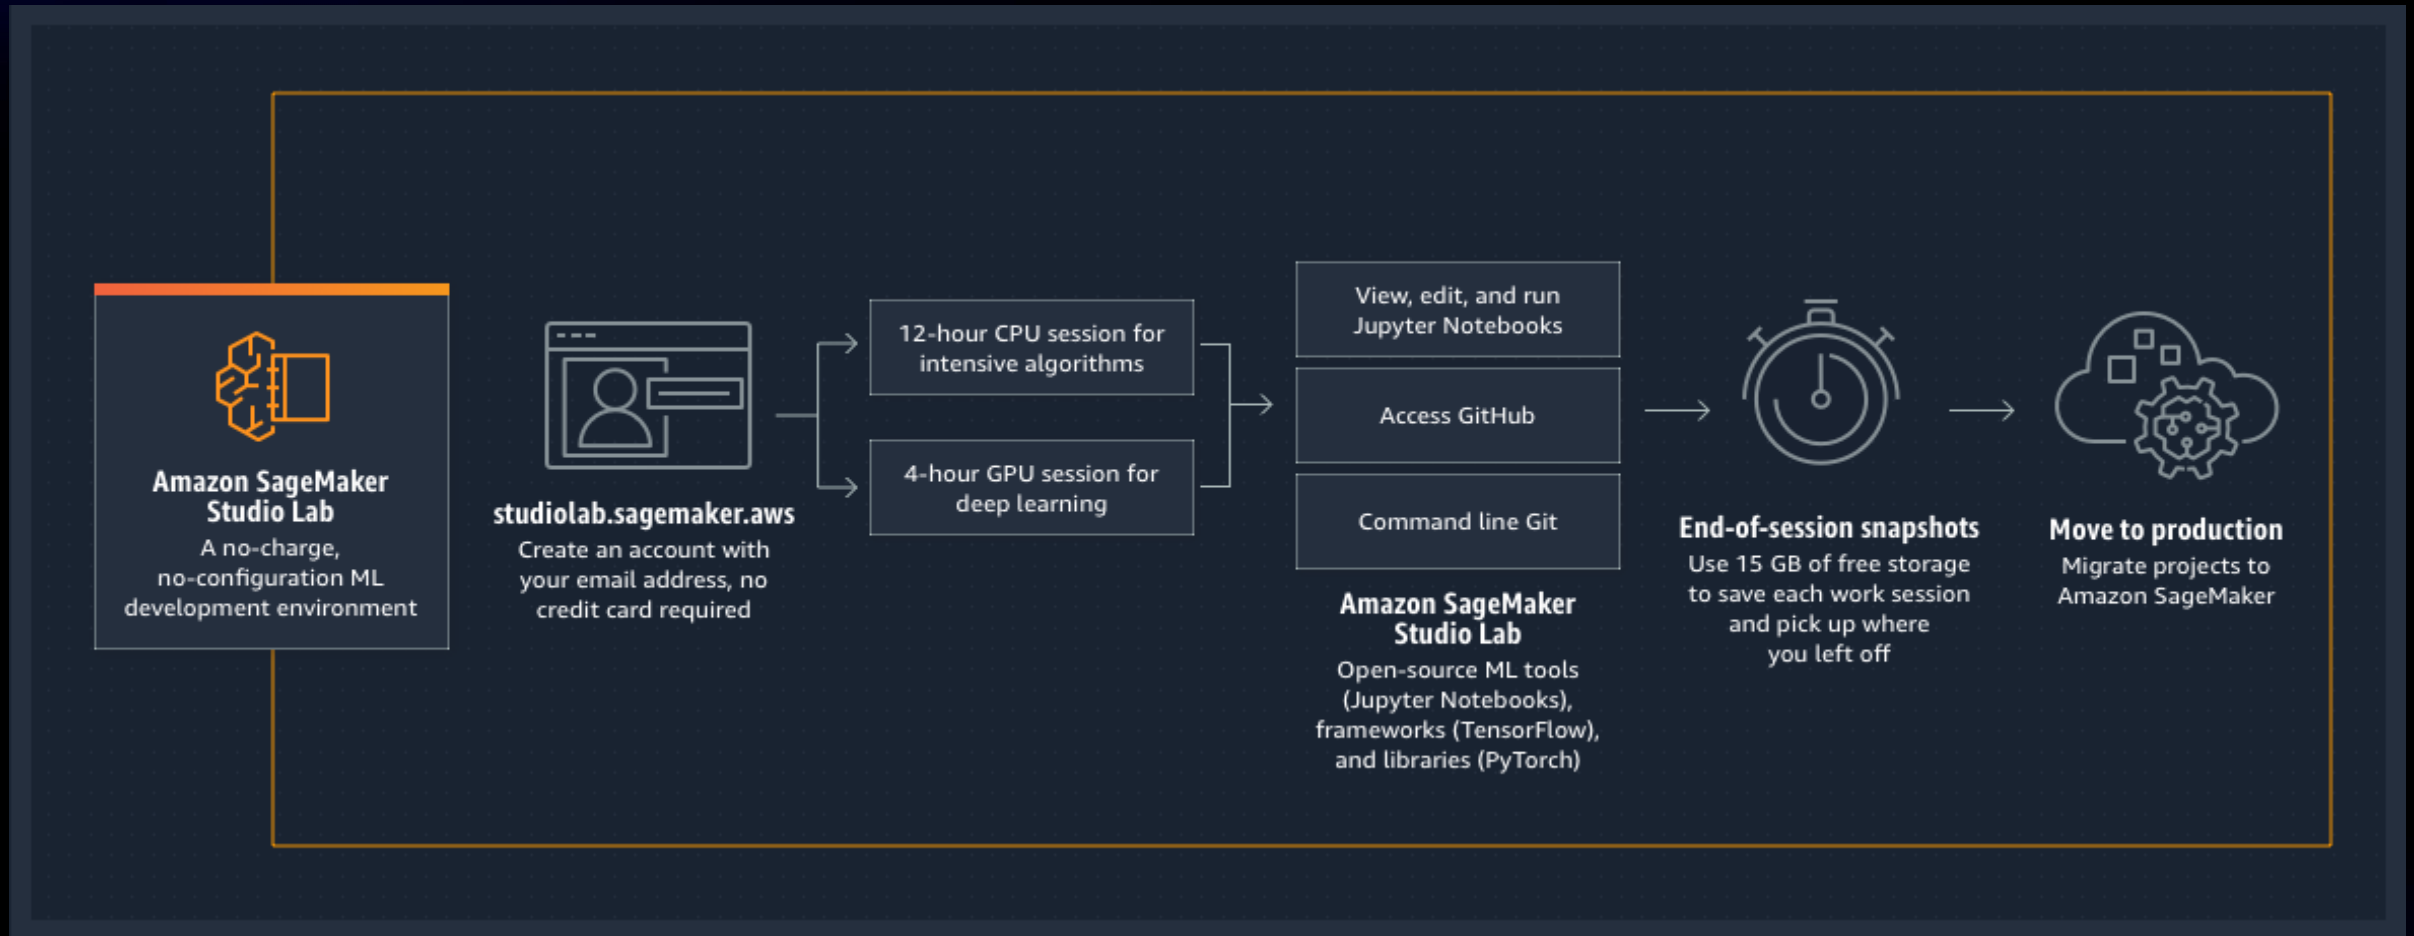 Amazon SageMaker
Studio Lab
A no-charge,
no-configuration ML
development environment
studiolab.sagemaker.aws
Create an account with
your email address, no
credit card required
12-hour CPU session for
intensive algorithms
4-hour GPU session for
deep learning
View, edit, and run
Jupyter Notebooks
Access GitHub
Command line Git
Amazon SageMaker
Studio Lab
Open-source ML tools
(Jupyter Notebooks),
frameworks (TensorFlow),
and libraries (PyTorch)
End-of-session snapshots
Use 15 GB of free storage
to save each work session
and pick up where
you left off
Move to production
Migrate projects to
Amazon SageMaker